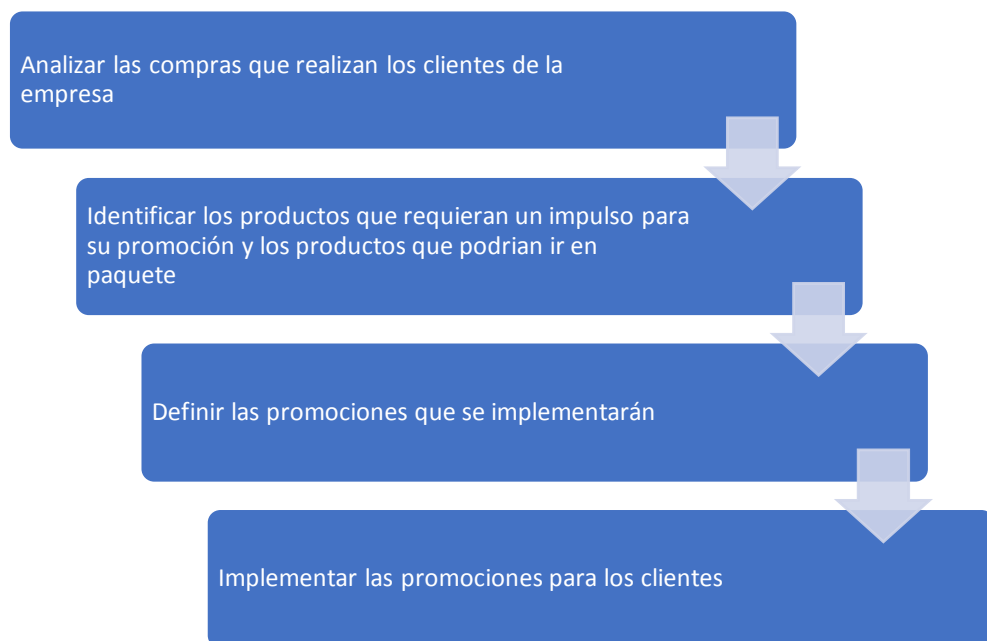 Analizar las compras que realizan los clientes de la
empresa
Identificar los productos que requieran un impulso para
su promoción y los productos que podrian ir en
paquete
Definir las promociones que se implementarán
Implementar las promociones para los clientes